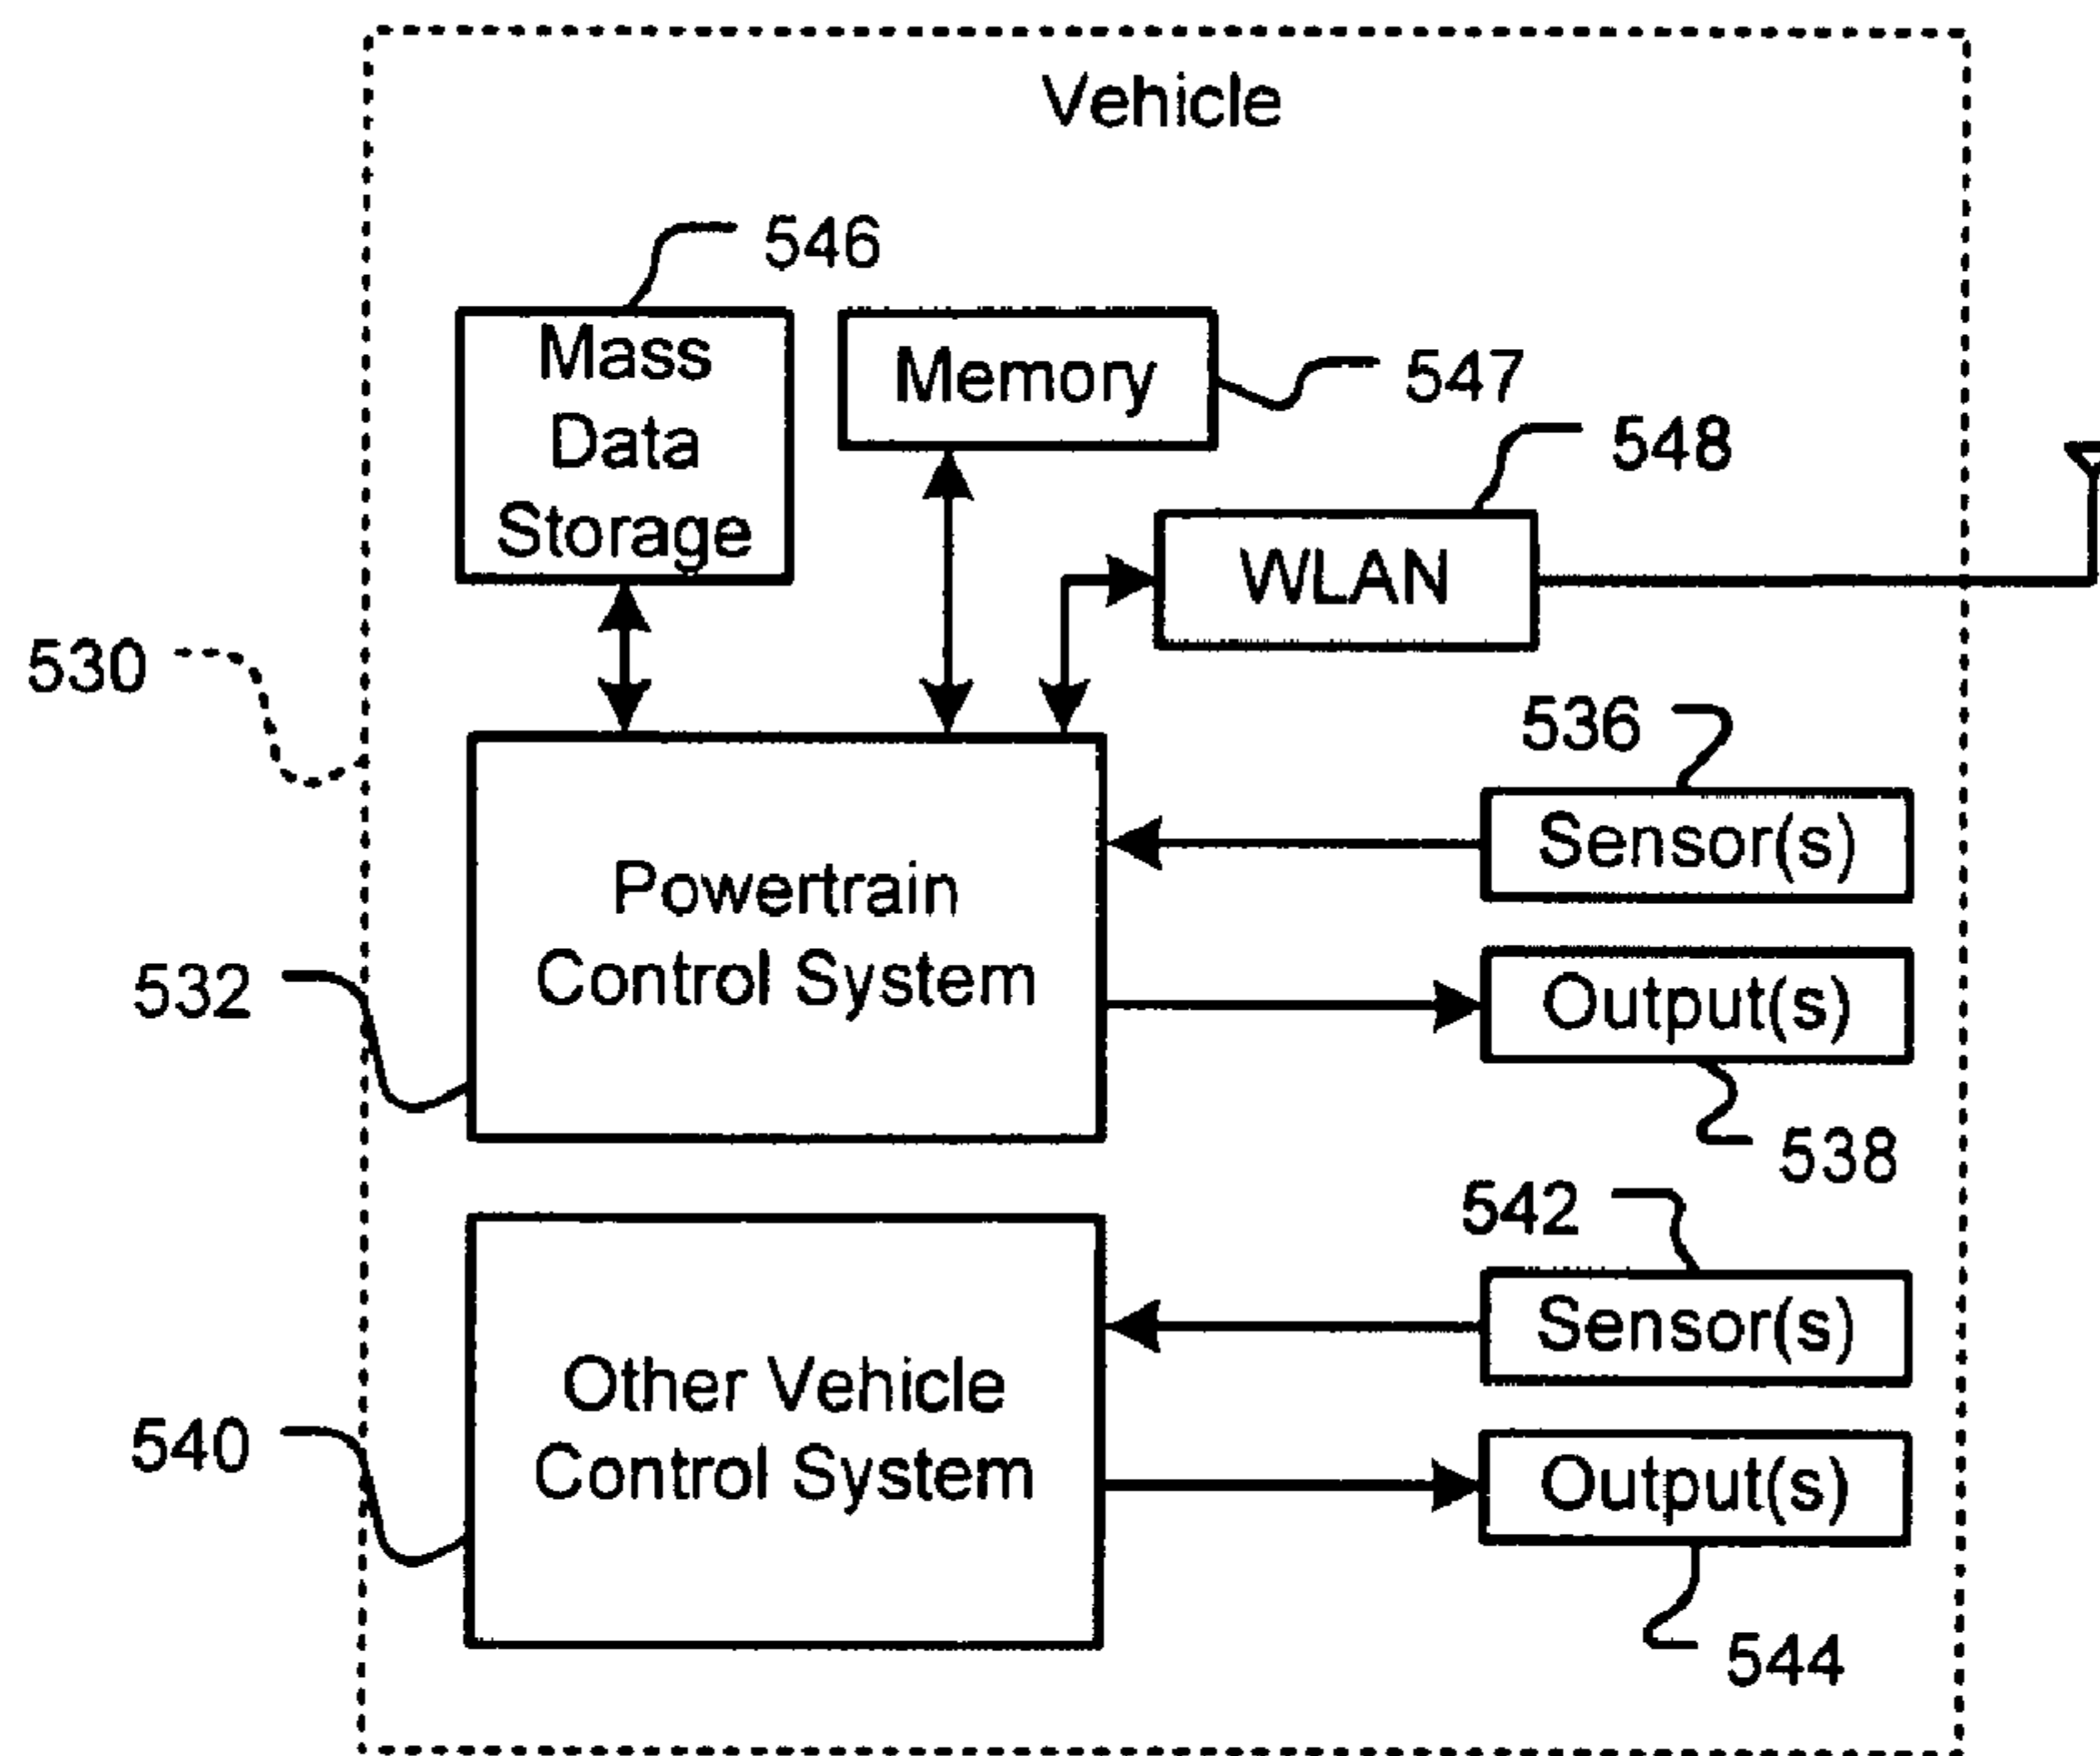 Vehicle
546
Mass
Data
Storage
Memory
547
548
WLAN
530
536
Sensor(s)
Powertrain
Control System
532
Output(s)
538
542
Sensor(s)
Other Vehicle
Control System
540
Output(s)
544